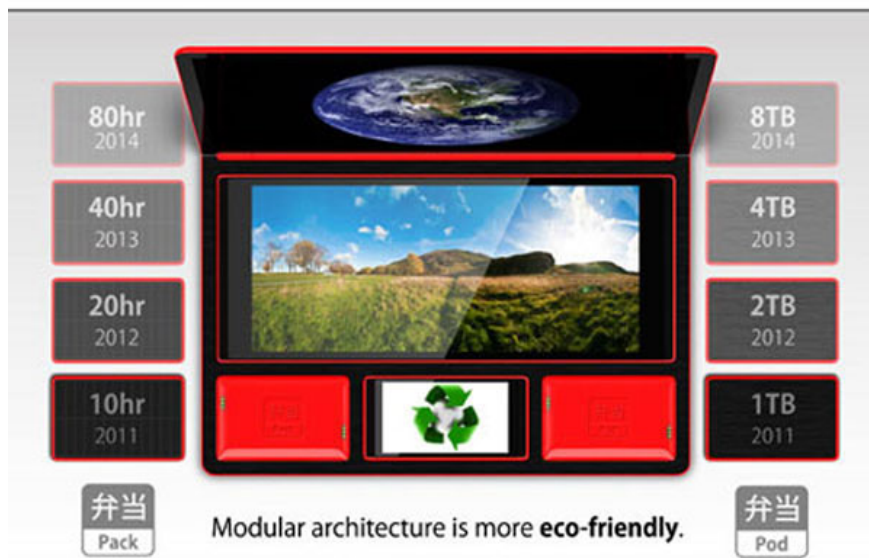 80hr
2014
40hr
2013
20hr
2012
10hr
2011
弁当
Pack
8TB
2014
4TB
2013
2TB
2012
1TB
2011
弁当
Pod
Modular architecture is more eco-friendly.